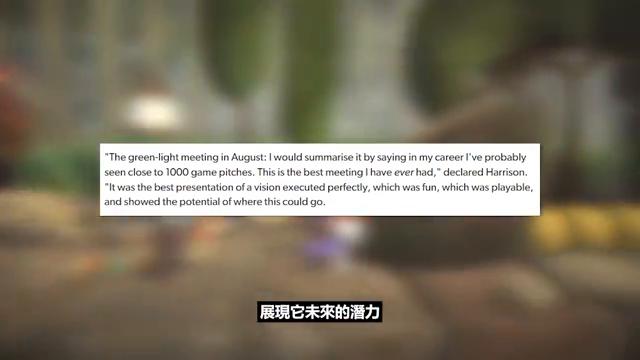 "The green-light meeting in August: I would summarise it by saying in my career I've probably
seen close to 1000 game pitches. This is the best meeting I have ever had," declared Harrison.
"It was the best presentation of a vision executed perfectly, which was fun, which was playable,
and showed the potential of where this could go.
展現它未來的潛力